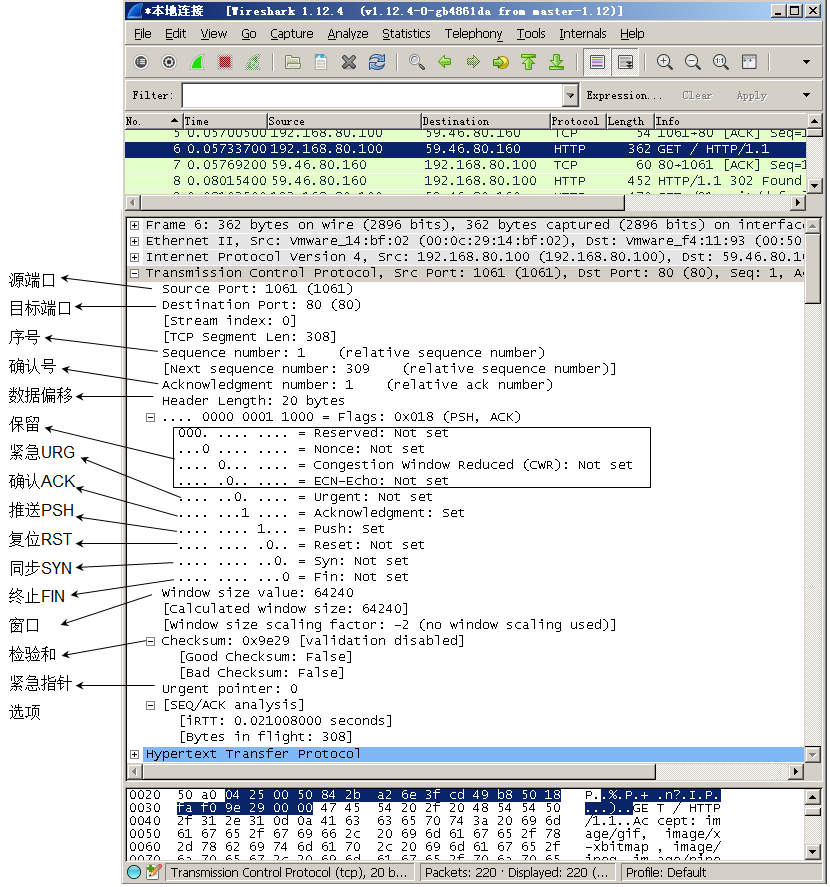 *本地连接 [Wireshark 1.12.4 (v1.12.4-0-gb4861da from master-1.12)]
File Edit View Go Capture Analyze Statistics Telephony Tools Internals Help
Filter: Expression... Clear Apply
No. Time Source Destination Protocol Length Info
5 0.05700500 192.168.80.100 59.46.80.160 TCP 54 1061→80 [ACK] Seq=1
6 0.05733700 192.168.80.100 59.46.80.160 HTTP 362 GET / HTTP/1.1
7 0.05769200 59.46.80.160 192.168.80.100 TCP 60 80→1061 [ACK] Seq=1
8 0.08015400 59.46.80.160 192.168.80.100 HTTP 452 HTTP/1.1 302 Found
Frame 6: 362 bytes on wire (2896 bits), 362 bytes captured (2896 bits) on interfac
Ethernet II, Src: Vmware_14:bf:02 (00:0c:29:14:bf:02), Dst: Vmware_f4:11:93 (00:50
Internet Protocol Version 4, Src: 192.168.80.100 (192.168.80.100), Dst: 59.46.80.1
Transmission Control Protocol, Src Port: 1061 (1061), Dst Port: 80 (80), Seq: 1, A
源端口
Source Port: 1061 (1061)
目标端口
Destination Port: 80 (80)
[Stream index: 0]
[TCP Segment Len: 308]
序号
Sequence number: 1 (relative sequence number)
[Next sequence number: 309 (relative sequence number)]
确认号
Acknowledgment number: 1 (relative ack number)
数据偏移
Header Length: 20 bytes
.... 0000 0001 1000 = Flags: 0x018 (PSH, ACK)
保留
000. .... .... = Reserved: Not set
...0 .... .... = Nonce: Not set
.... 0... .... = Congestion Window Reduced (CWR): Not set
.... .0.. .... = ECN-Echo: Not set
紧急URG
.... ..0. .... = Urgent: Not set
确认ACK
.... ...1 .... = Acknowledgment: Set
推送PSH
.... .... 1... = Push: Set
复位RST
.... .... .0.. = Reset: Not set
同步SYN
.... .... ..0. = Syn: Not set
终止FIN
.... .... ...0 = Fin: Not set
窗口
Window size value: 64240
[Calculated window size: 64240]
[Window size scaling factor: -2 (no window scaling used)]
检验和
Checksum: 0x9e29 [validation disabled]
[Good Checksum: False]
[Bad Checksum: False]
紧急指针
Urgent pointer: 0
选项
[SEQ/ACK analysis]
[iRTT: 0.021008000 seconds]
[Bytes in flight: 308]
Hypertext Transfer Protocol
0020 50 a0 04 25 00 50 84 2b a2 6e 3f cd 49 b8 50 18 P..%.P.+ .n?.I.P.
0030 fa f0 9e 29 00 00 47 45 54 20 2f 20 48 54 54 50 ...)..GE T / HTTP
0040 2f 31 2e 31 0d 0a 41 63 63 65 70 74 3a 20 69 6d /1.1..Ac cept: im
0050 61 67 65 2f 67 69 66 2c 20 69 6d 61 67 65 2f 78 age/gif, image/x
0060 2d 78 62 69 74 6d 61 70 2c 20 69 6d 61 67 65 2f -xbitmap , image/
Transmission Control Protocol (tcp), 20 b... Packets: 220 · Displayed: 220 (... Profile: Default